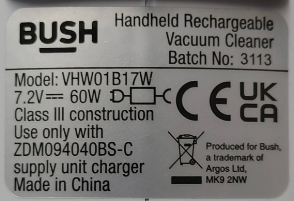 BUSH
Handheld Rechargeable
Vacuum Cleaner
Batch No: 3113
Model: VHW01B17W
7.2V⎓ 60W
Class III construction
Use only with
ZDM094040BS-C
supply unit charger
Made in China
CE UK
CA
Produced for Bush,
a trademark of
Argos Ltd,
MK9 2NW